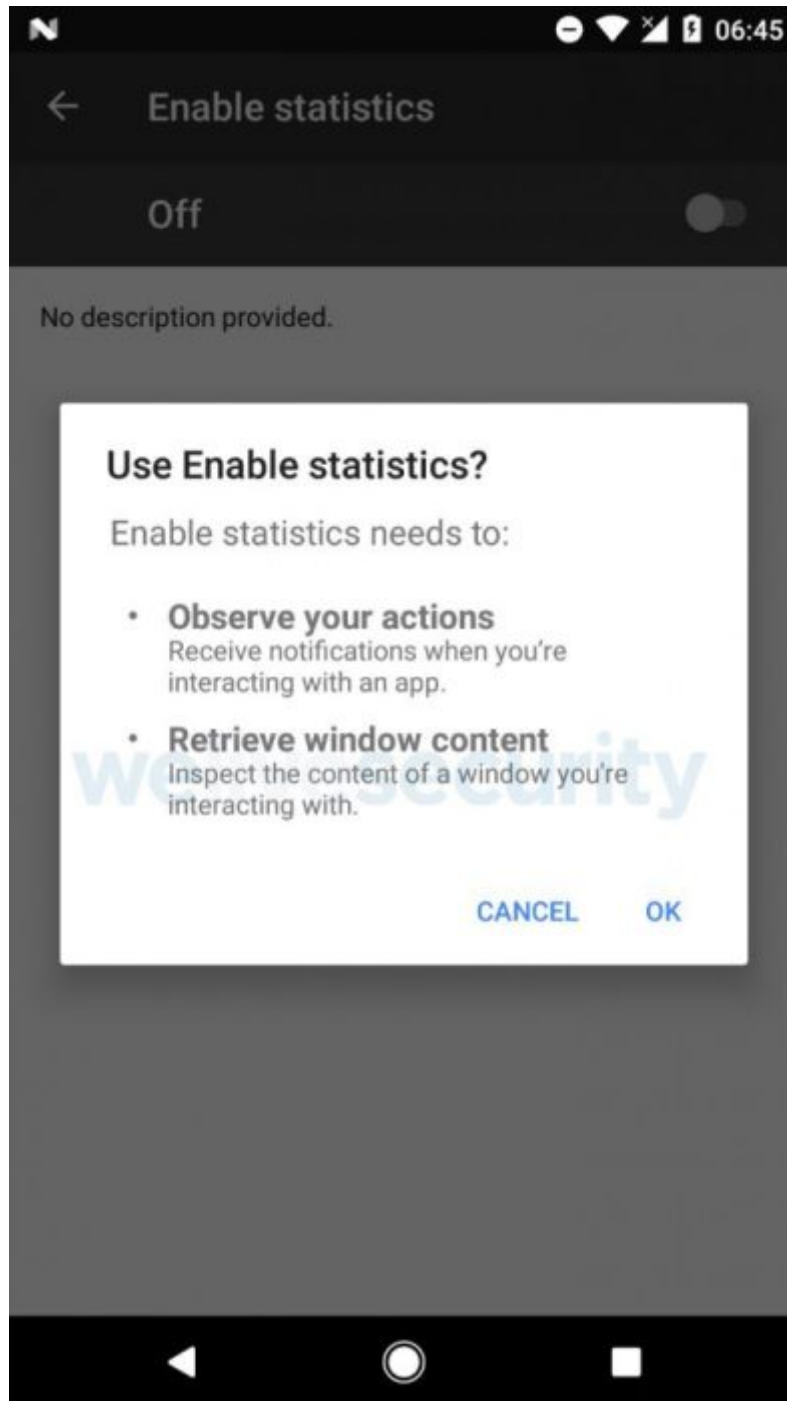 06:45
Enable statistics
Off
No description provided.
Use Enable statistics?
Enable statistics needs to:
• Observe your actions
Receive notifications when you're
interacting with an app.
• Retrieve window content
Inspect the content of a window you're
interacting with.
welivesecurity
CANCEL OK